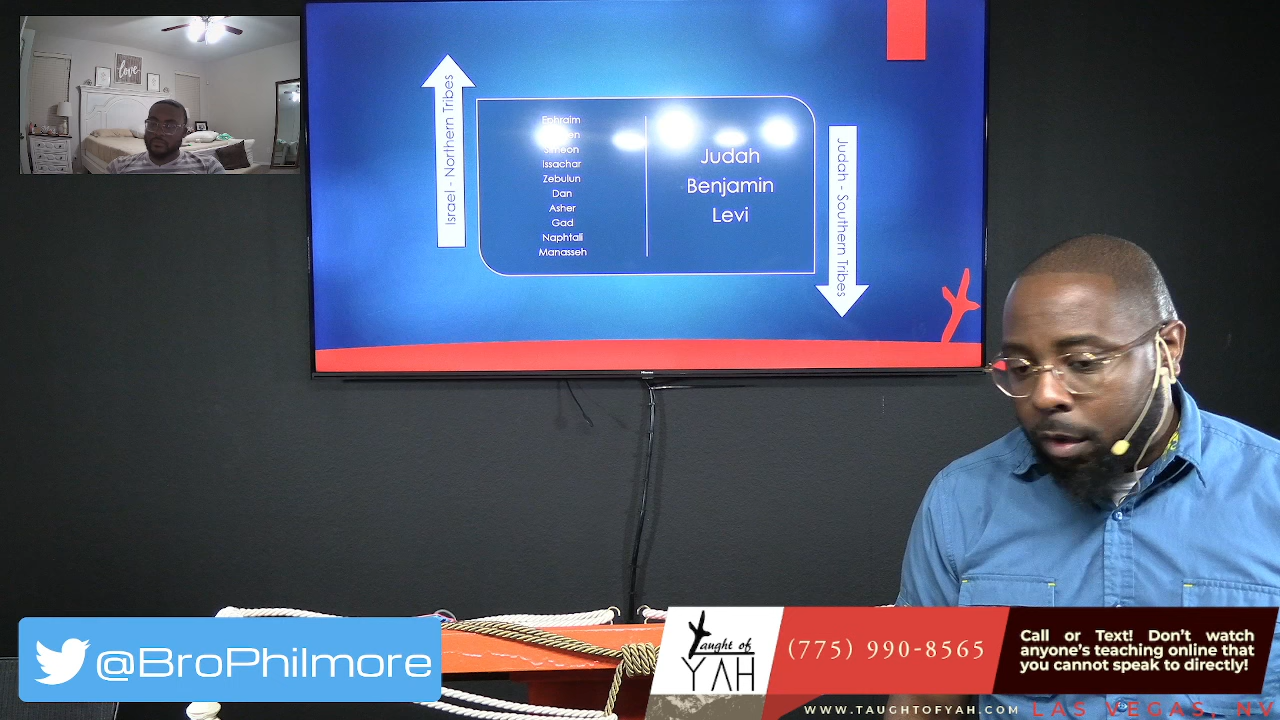 love
Israel - Northern Tribes
Ephraim
Simeon
Issachar
Zebulun
Dan
Asher
Gad
Naphtali
Manasseh
Judah
Benjamin
Levi
Judah - Southern Tribes
Hisense
@BroPhilmore
Taught of
YAH
(775) 990-8565
Call or Text! Don't watch
anyone's teaching online that
you cannot speak to directly!
WWW.TAUGHTOFYAH.COM
LAS VEGAS, NV